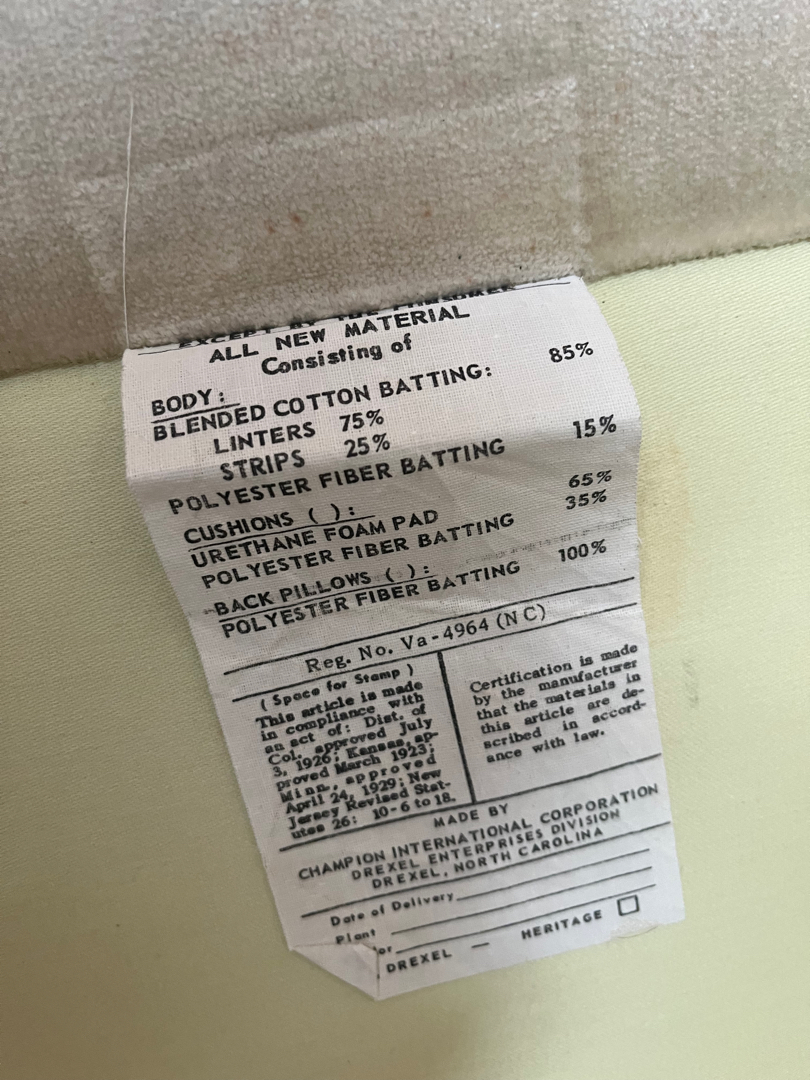 EXCEPT BY THE CONSUMER
ALL NEW MATERIAL
Consisting of
BODY:
BLENDED COTTON BATTING: 85%
LINTERS 75%
STRIPS 25%
POLYESTER FIBER BATTING 15%
CUSHIONS ( ):
URETHANE FOAM PAD 65%
POLYESTER FIBER BATTING 35%
BACK PILLOWS ( ):
POLYESTER FIBER BATTING 100%
Reg. No. Va-4964 (NC)
( Space for Stamp )
This article is made
in compliance with
an act of: Dist. of
Col. approved July
3, 1926; Kansas, ap-
proved March 1923;
Minn., approved
April 24, 1929; New
Jersey Revised Stat-
utes 26: 10-6 to 18.
Certification is made
by the manufacturer
that the materials in
this article are de-
scribed in accord-
ance with law.
MADE BY
CHAMPION INTERNATIONAL CORPORATION
DREXEL ENTERPRISES DIVISION
DREXEL, NORTH CAROLINA
Date of Delivery
Plant
or
DREXEL — HERITAGE